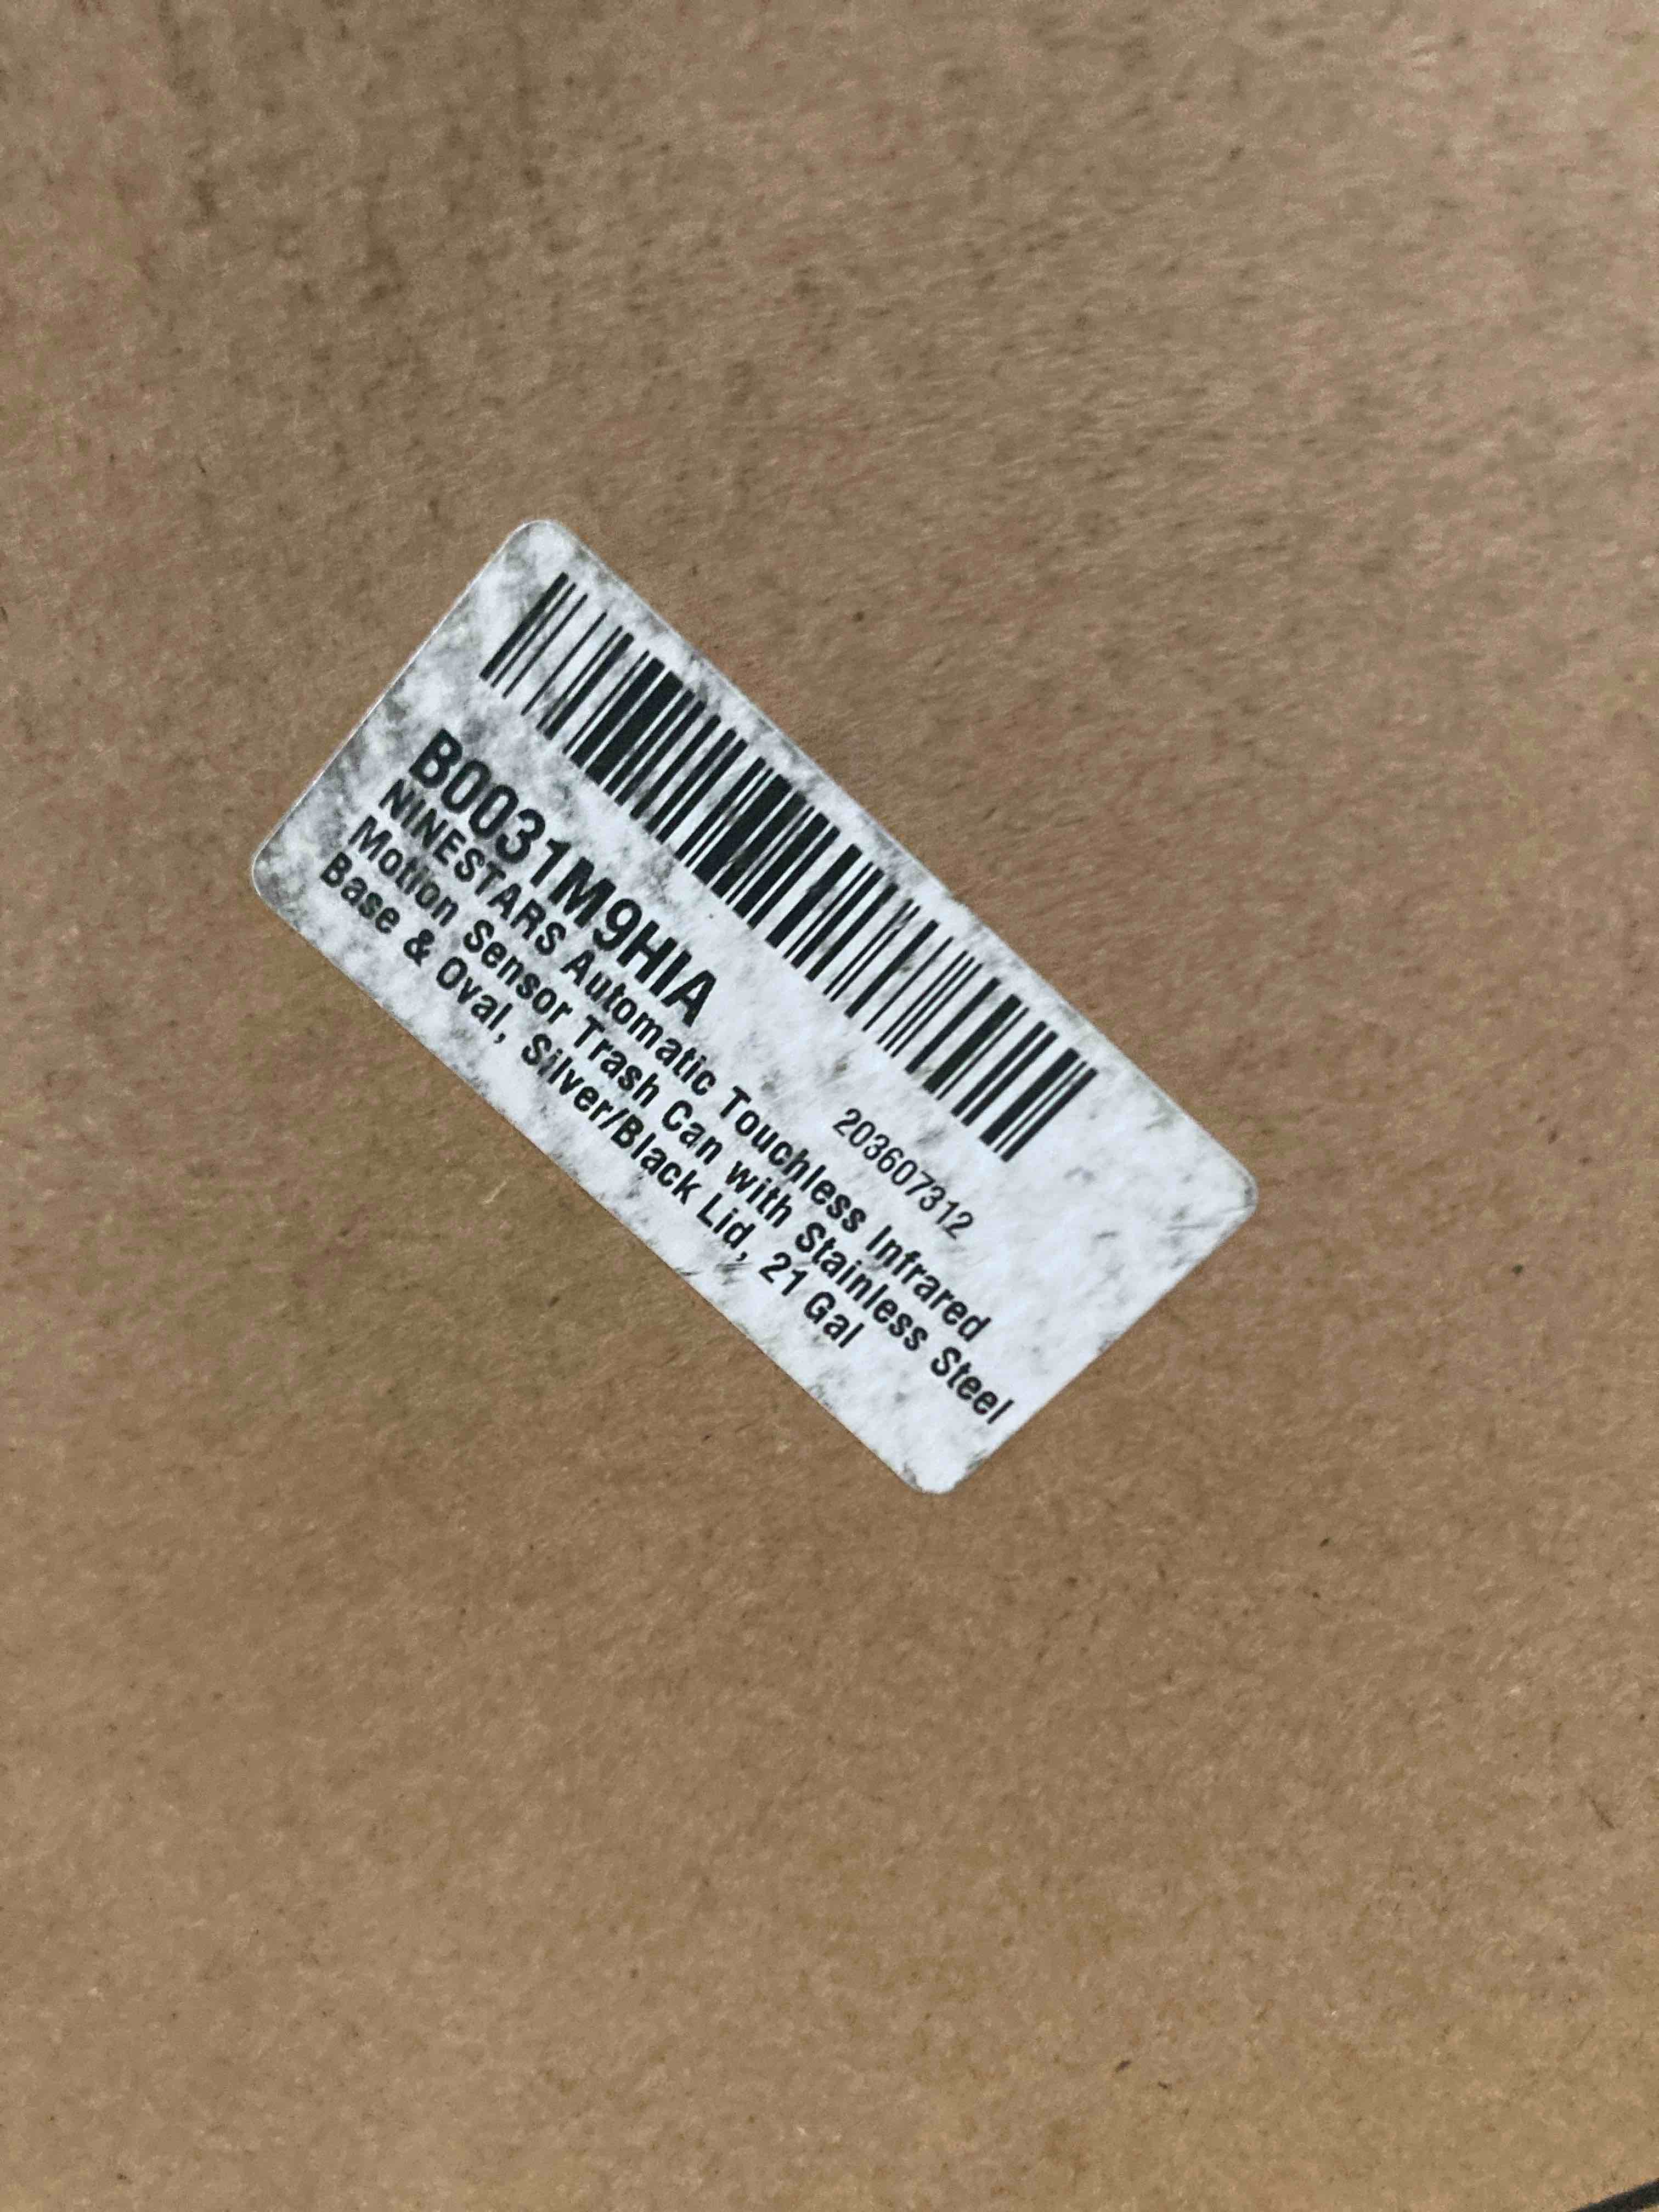 B0031M9HIA
203607312
NINESTARS Automatic Touchless Infrared
Motion Sensor Trash Can with Stainless Steel
Base & Oval, Silver/Black Lid, 21 Gal